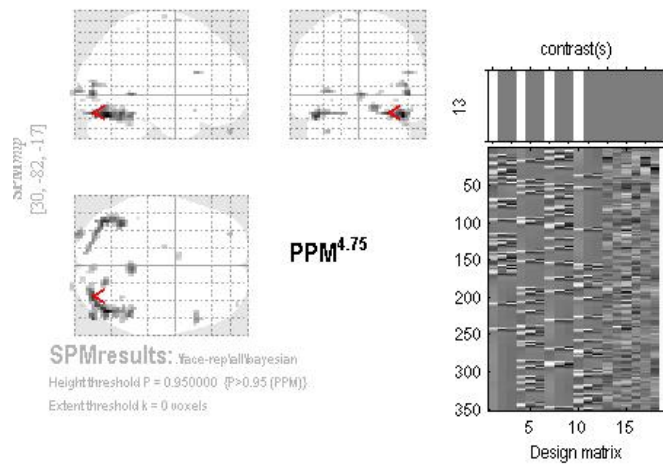 contrast(s)
13
[30, -82, -17]
PPM4.75
50
100
150
200
250
300
350
5
10
15
Design matrix
SPMresults: .\face-rep\all\bayesian
Height threshold P = 0.950000 {P>0.95 (PPM)}
Extent threshold k = 0 voxels